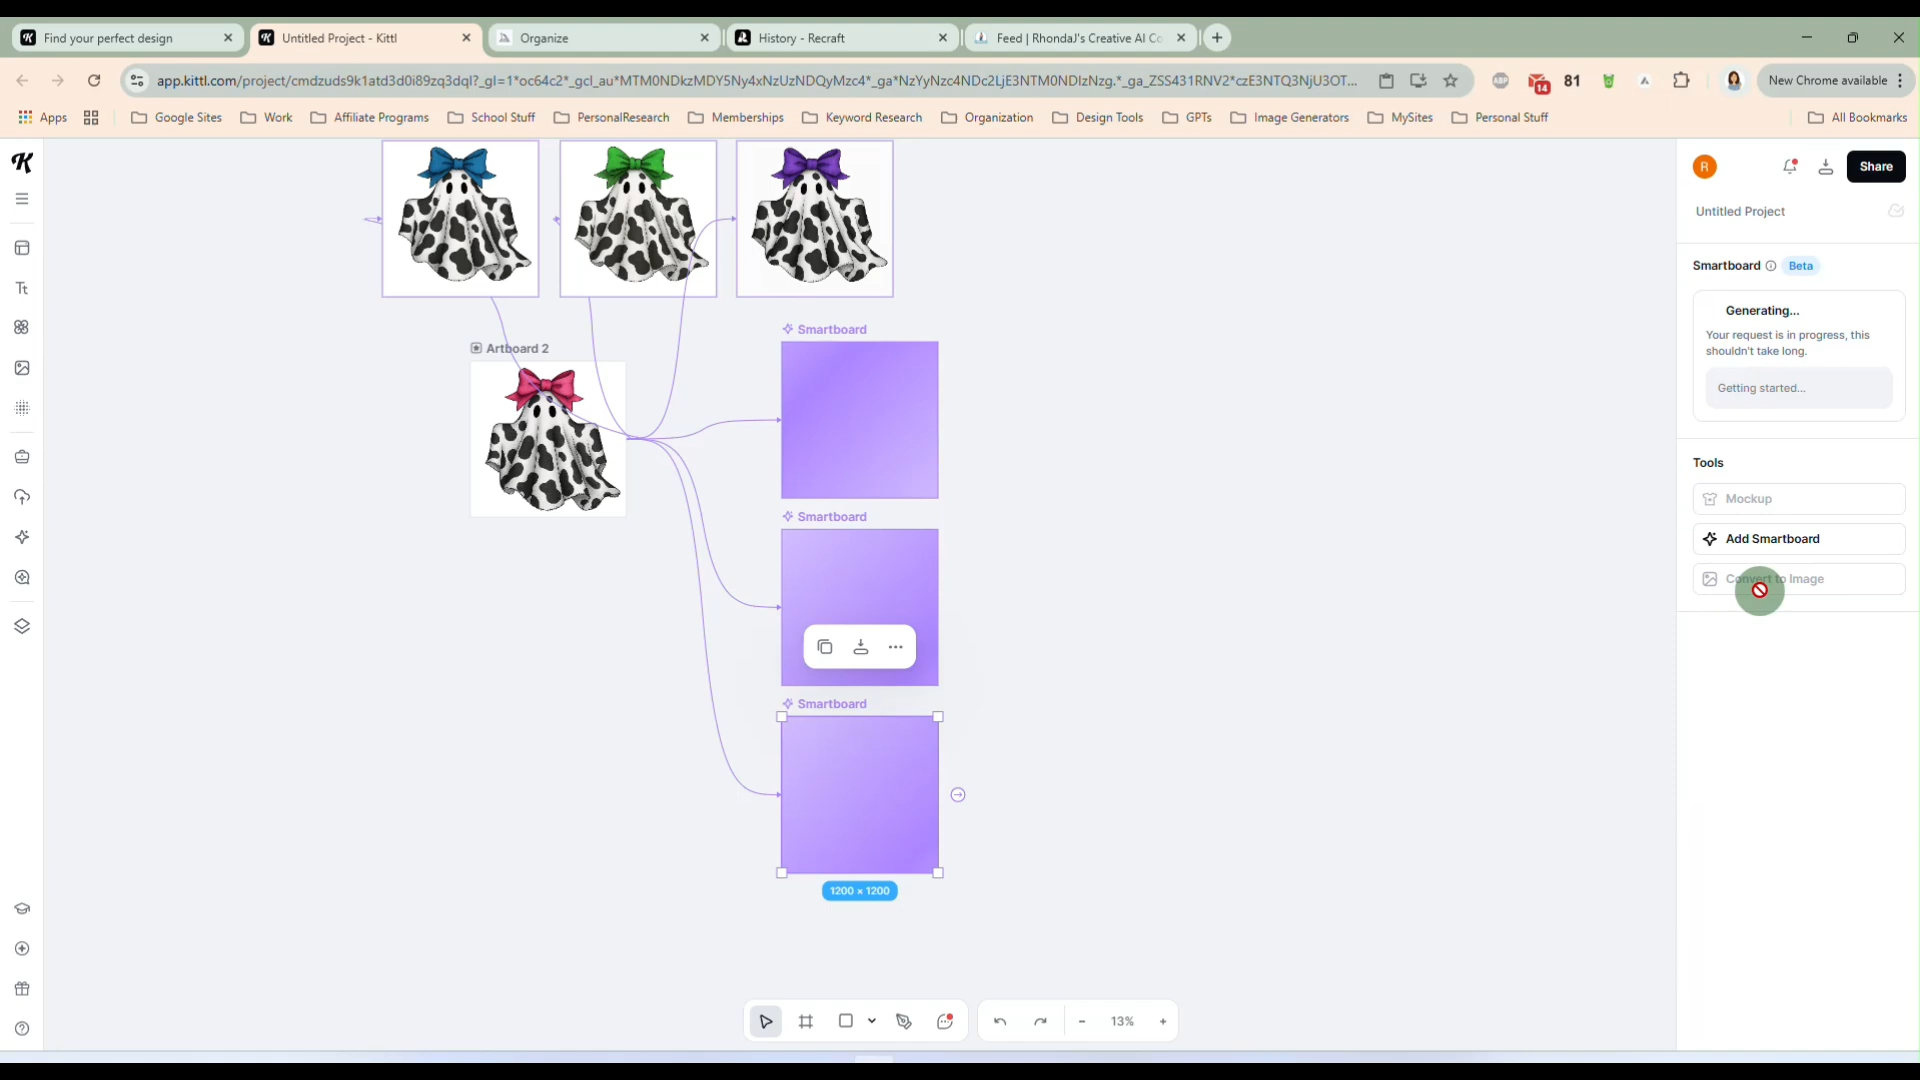 Find your perfect design
Untitled Project - Kittl
Organize
History - Recraft
Feed | RhondaJ's Creative AI Co
app.kittl.com/project/cmdzuds9k1atd3d0i89zq3dql?_gl=1*oc64c2*_gcl_au*MTM0NDkzMDY5Ny4xNzUzNDQyMzc4*_ga*NzYyNzc4NDc2LjE3NTM0NDIzNzg.*_ga_ZSS431RNV2*czE3NTQ3NjU3OT...
14
81
New Chrome available
Apps
Google Sites
Work
Affiliate Programs
School Stuff
PersonalResearch
Memberships
Keyword Research
Organization
Design Tools
GPTs
Image Generators
MySites
Personal Stuff
All Bookmarks
R
Share
Untitled Project
Smartboard
Beta
Generating...
Your request is in progress, this
shouldn't take long.
Getting started...
Tools
Mockup
Add Smartboard
Convert to Image
Smartboard
Artboard 2
Smartboard
Smartboard
1200 × 1200
13%